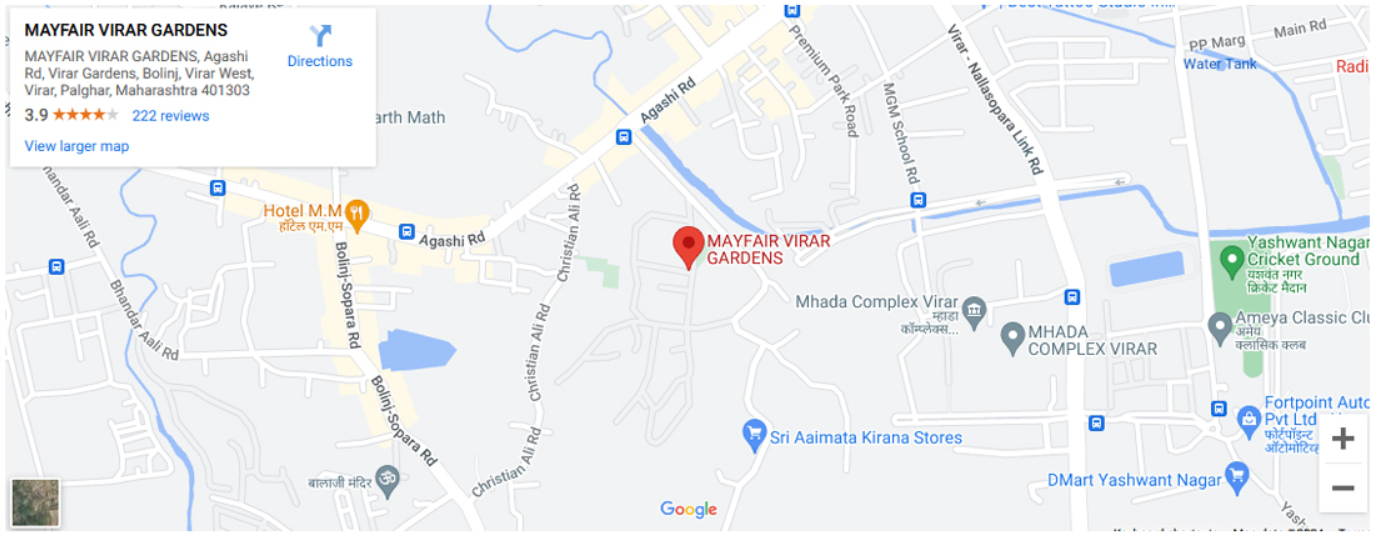 MAYFAIR VIRAR GARDENS
MAYFAIR VIRAR GARDENS, Agashi
Rd, Virar Gardens, Bolinj, Virar West,
Virar, Palghar, Maharashtra 401303
3.9
222 reviews
View larger map
Directions
arth Math
Agashi Rd
Premium Park Road
MGM School Rd
Virar - Nallasopara Link Rd
PP Marg
Main Rd
Water Tank
Radi
Bhandar Aali Rd
Hotel M.M
हॉटेल एम.एम
Agashi Rd
Christian Ali Rd
MAYFAIR VIRAR
GARDENS
Yashwant Nagar
Cricket Ground
यशवंत नगर
क्रिकेट मैदान
Bolinj-Sopara Rd
Bhandar Aali Rd
Mhada Complex Virar
म्हाडा
कॉम्प्लेक्स...
MHADA
COMPLEX VIRAR
Ameya Classic Clu
अमेय
क्लासिक क्लब
Christian Ali Rd
Bolinj-Sopara Rd
Fortpoint Auto
Pvt Ltd
फोर्टपॉइन्ट
ऑटोमोटिव्ह
Sri Aaimata Kirana Stores
Christian Ali Rd
बालाजी मंदिर
DMart Yashwant Nagar
Google
Yash